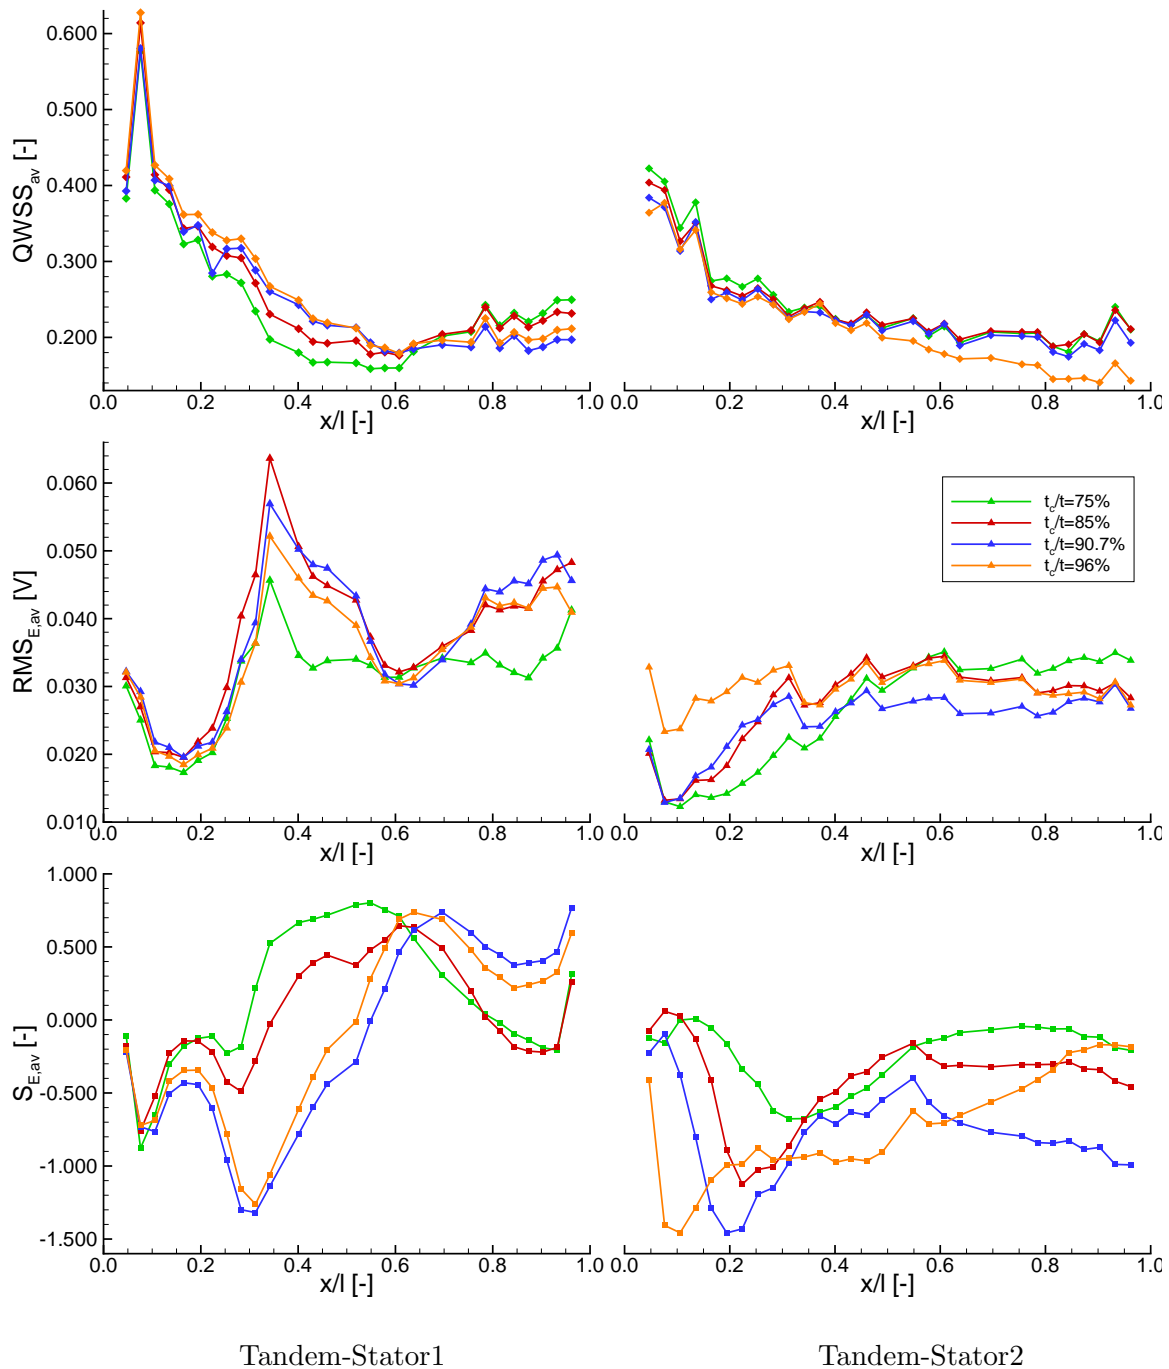 0.600
0.500
0.400
0.300
0.200
QWSS_av [-]
0.0 0.2 0.4 0.6 0.8 1.0
x/l [-]
0.0 0.2 0.4 0.6 0.8 1.0
x/l [-]
0.060
0.050
0.040
0.030
0.020
0.010
RMS_E,av [V]
t_c/t=75%
t_c/t=85%
t_c/t=90.7%
t_c/t=96%
0.0 0.2 0.4 0.6 0.8 1.0
x/l [-]
0.0 0.2 0.4 0.6 0.8 1.0
x/l [-]
1.000
0.500
0.000
-0.500
-1.000
-1.500
S_E,av [-]
0.0 0.2 0.4 0.6 0.8 1.0
x/l [-]
0.0 0.2 0.4 0.6 0.8 1.0
x/l [-]
Tandem-Stator1
Tandem-Stator2